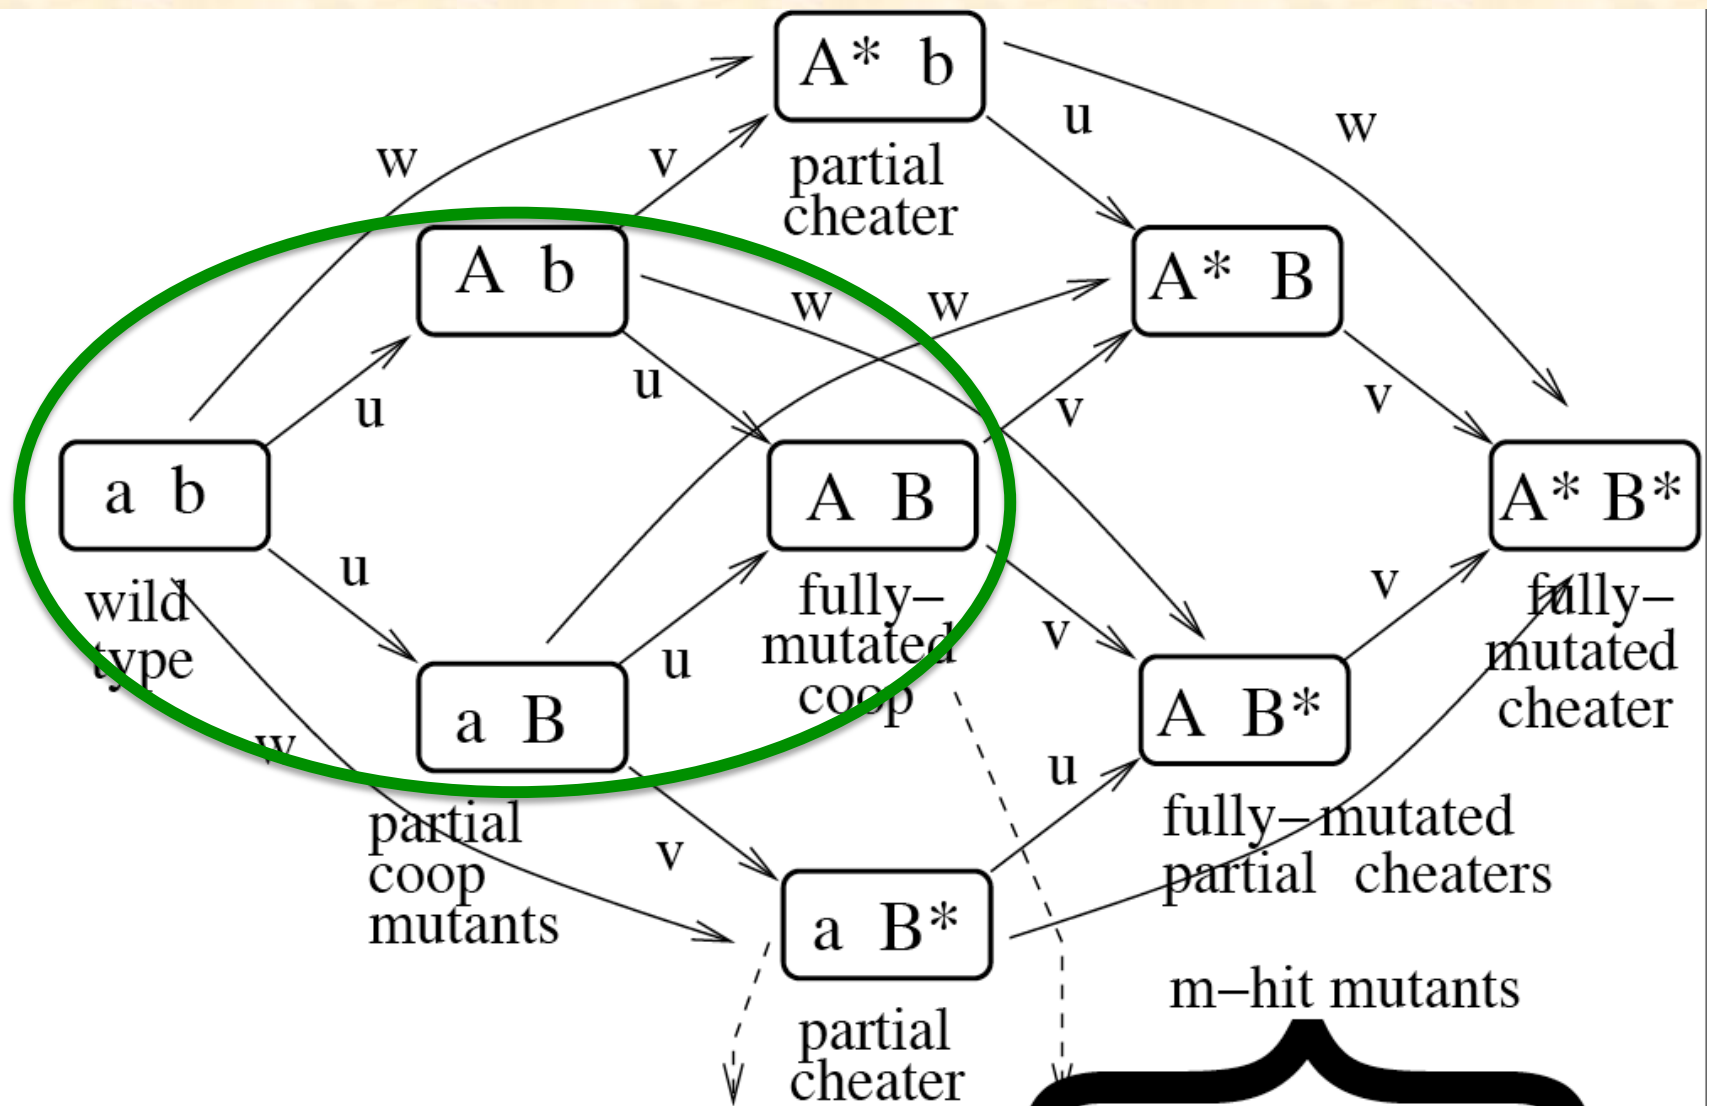 A* b
u
w
w
v
partial
cheater
A b
w
w
A* B
u
u
v
v
a b
A B
A* B*
u
v
v
wild
type
fully–
mutated
coop
fully–
mutated
cheater
u
a B
A B*
w
u
partial
coop
mutants
v
fully–mutated
partial cheaters
a B*
m–hit mutants
partial
cheater